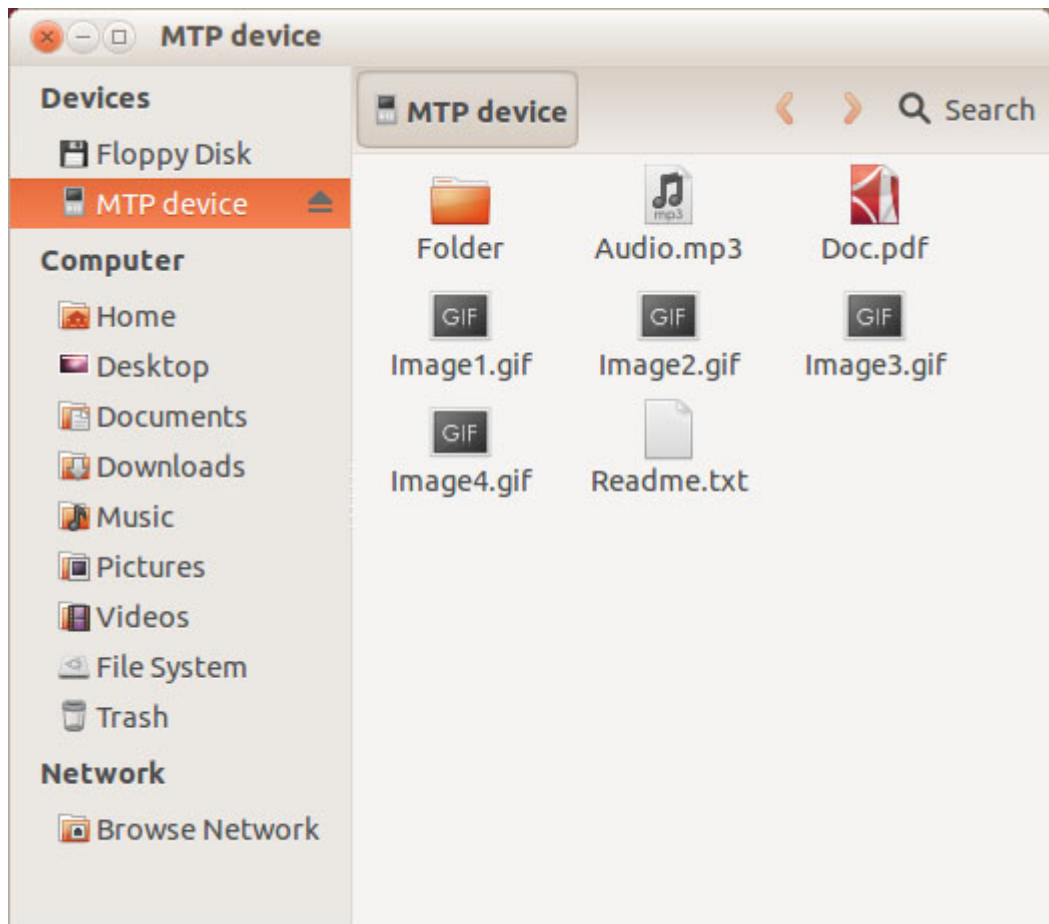 MTP device
Devices
Floppy Disk
MTP device
Computer
Home
Desktop
Documents
Downloads
Music
Pictures
Videos
File System
Trash
Network
Browse Network
MTP device
Search
Folder
mp3
Audio.mp3
Doc.pdf
GIF
Image1.gif
GIF
Image2.gif
GIF
Image3.gif
GIF
Image4.gif
Readme.txt